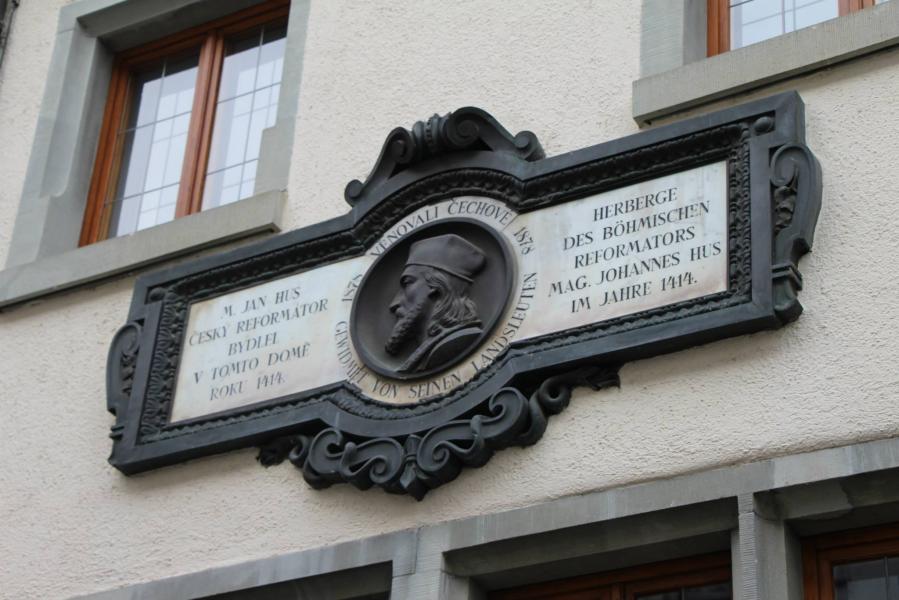 M. JAN HUS
ČESKÝ REFORMÁTOR
BYDLEL
V TOMTO DOMĚ
ROKU 1414.
1878 VĚNOVALI ČECHOVÉ 1878
GEWIDMET VON SEINEN LANDSLEUTEN
HERBERGE
DES BÖHMISCHEN
REFORMATORS
MAG. JOHANNES HUS
IM JAHRE 1414.